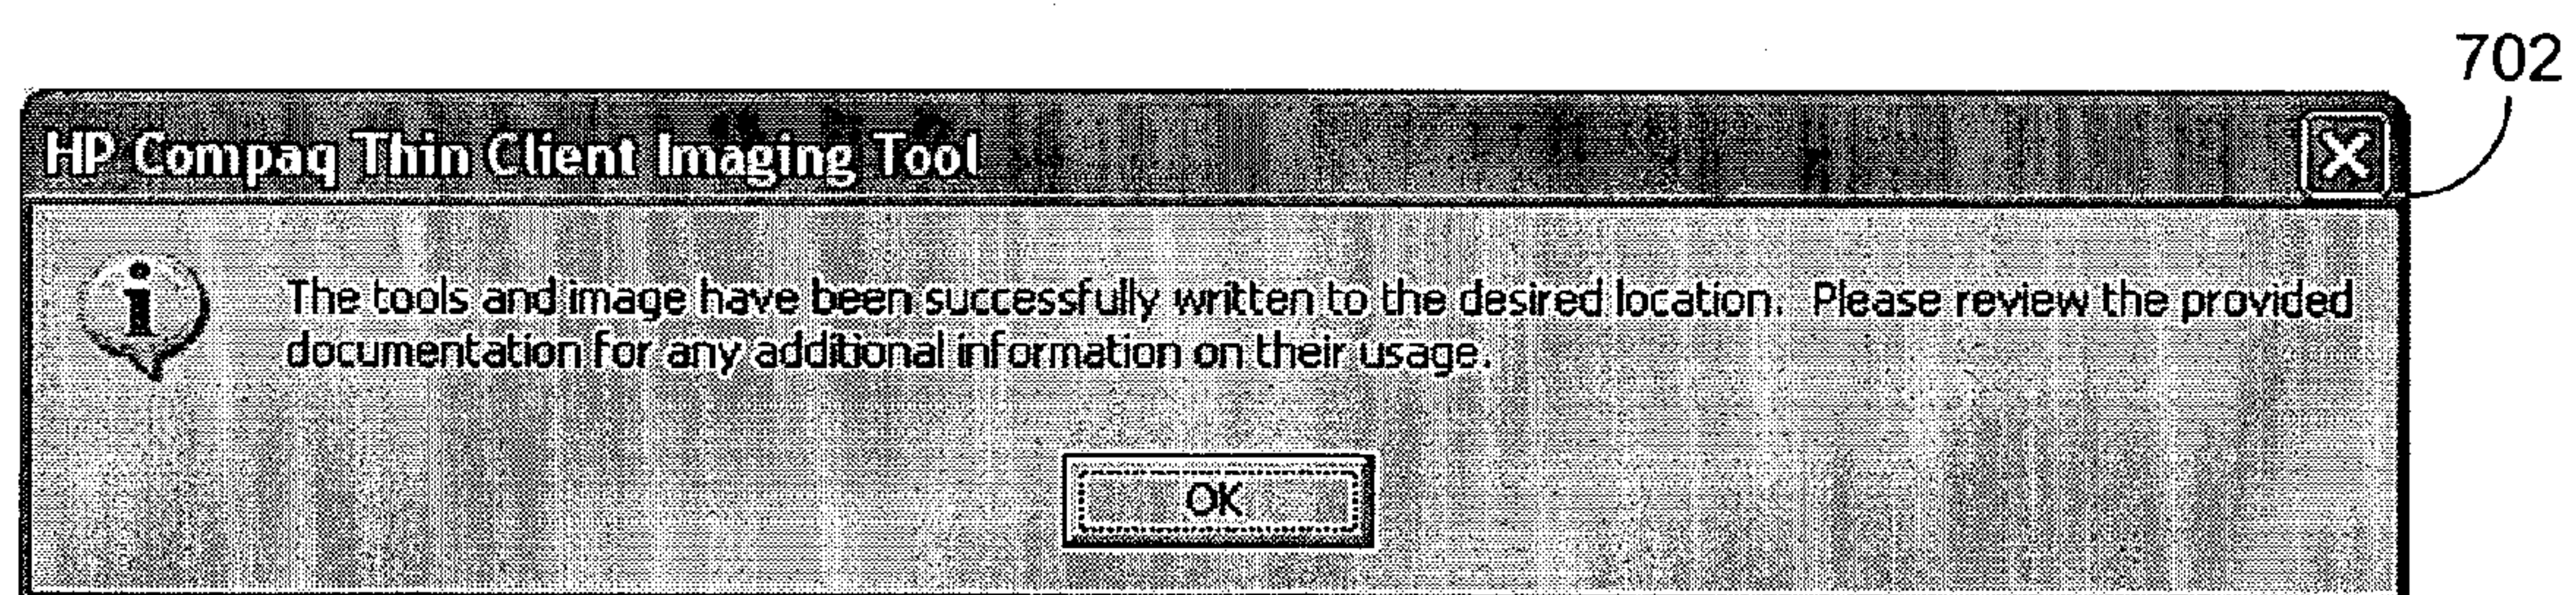 702
HP Compaq Thin Client Imaging Tool
The tools and image have been successfully written to the desired location. Please review the provided
documentation for any additional information on their usage.
OK